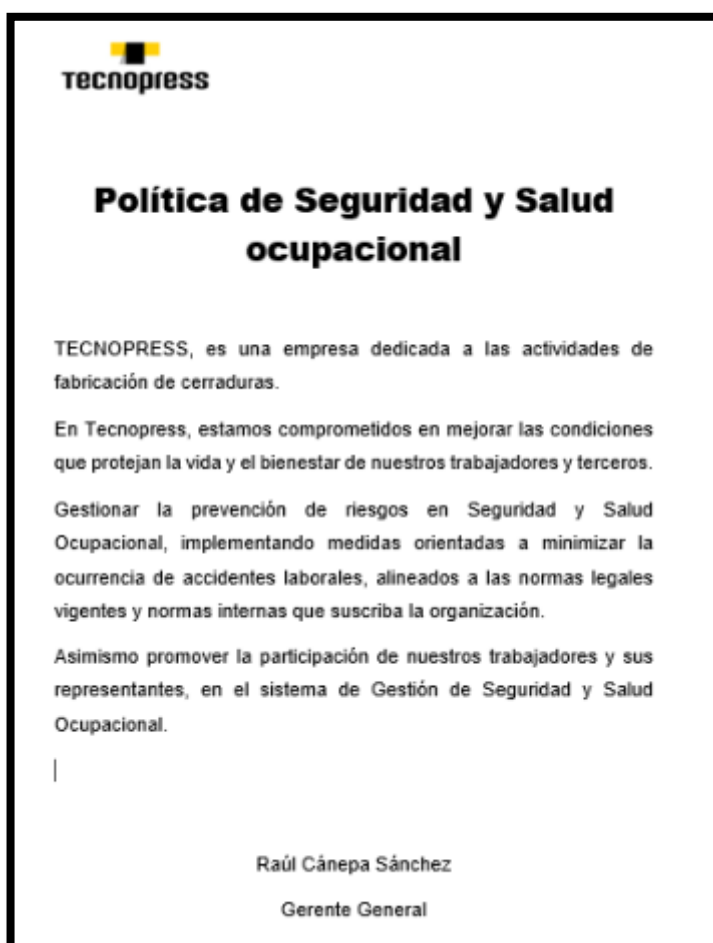 Tecnopress
Política de Seguridad y Salud
ocupacional
TECNOPRESS, es una empresa dedicada a las actividades de
fabricación de cerraduras.
En Tecnopress, estamos comprometidos en mejorar las condiciones
que protejan la vida y el bienestar de nuestros trabajadores y terceros.
Gestionar la prevención de riesgos en Seguridad y Salud
Ocupacional, implementando medidas orientadas a minimizar la
ocurrencia de accidentes laborales, alineados a las normas legales
vigentes y normas internas que suscriba la organización.
Asimismo promover la participación de nuestros trabajadores y sus
representantes, en el sistema de Gestión de Seguridad y Salud
Ocupacional.
Raúl Cánepa Sánchez
Gerente General